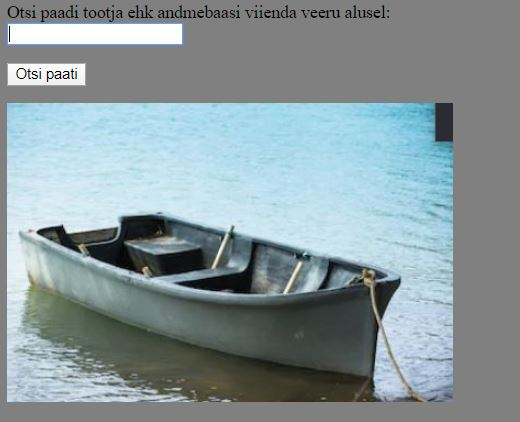 Otsi paadi tootja ehk andmebaasi viienda veeru alusel:
Otsi paati